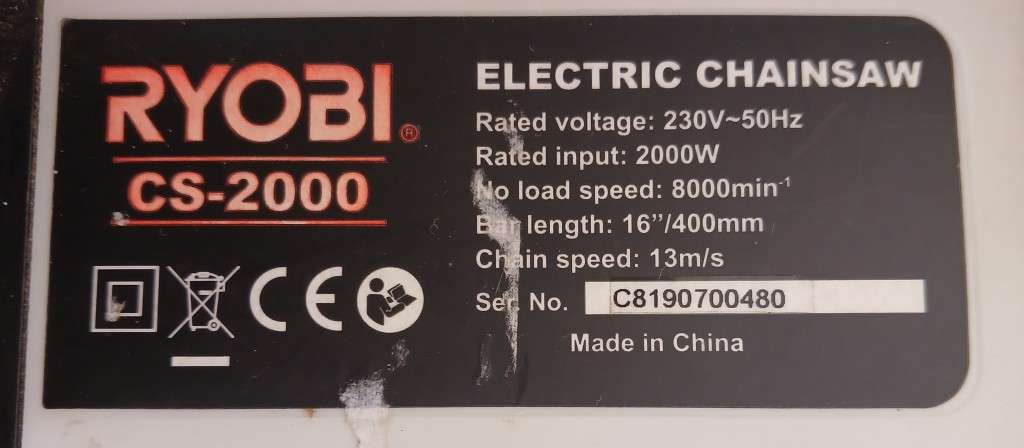 RYOBI®
CS-2000
CE
ELECTRIC CHAINSAW
Rated voltage: 230V~50Hz
Rated input: 2000W
No load speed: 8000min⁻¹
Bar length: 16”/400mm
Chain speed: 13m/s
Ser. No. C8190700480
Made in China